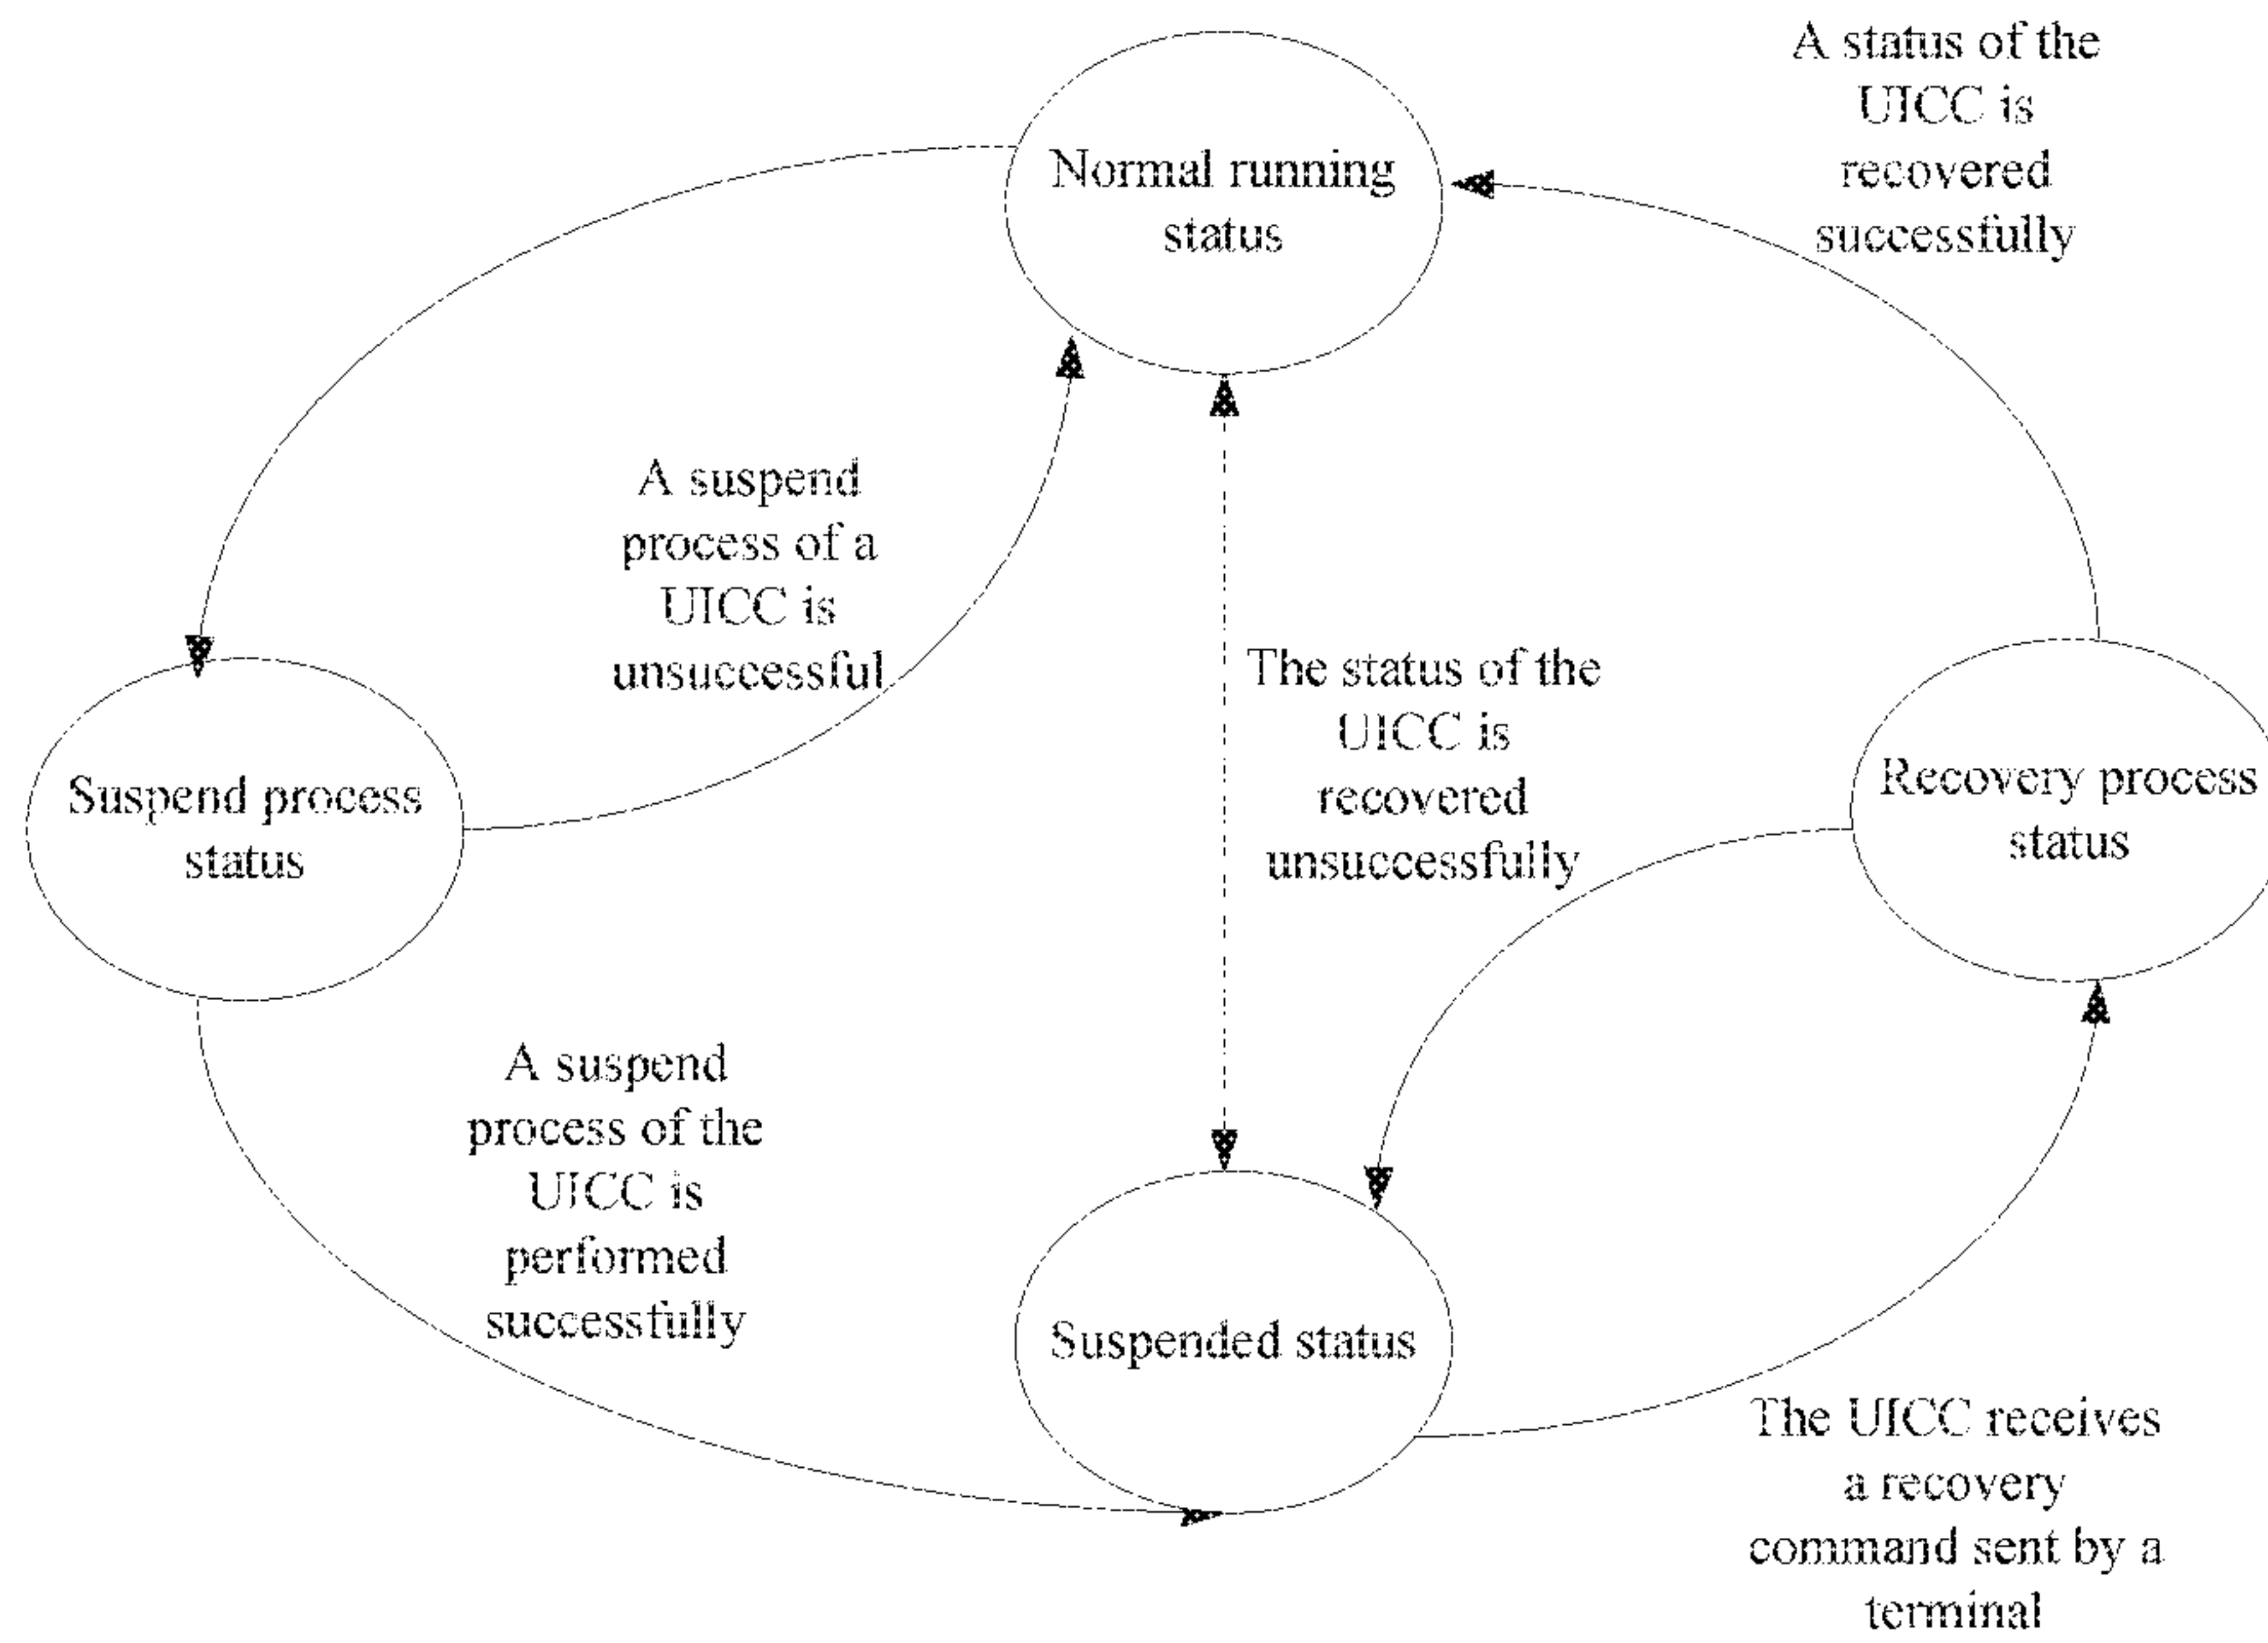 A status of the
UICC is
recovered
successfully
Normal running
status
A suspend
process of a
UICC is
unsuccessful
The status of the
UICC is
recovered
unsuccessfully
Suspend process
status
Recovery process
status
A suspend
process of the
UICC is
performed
successfully
Suspended status
The UICC receives
a recovery
command sent by a
terminal